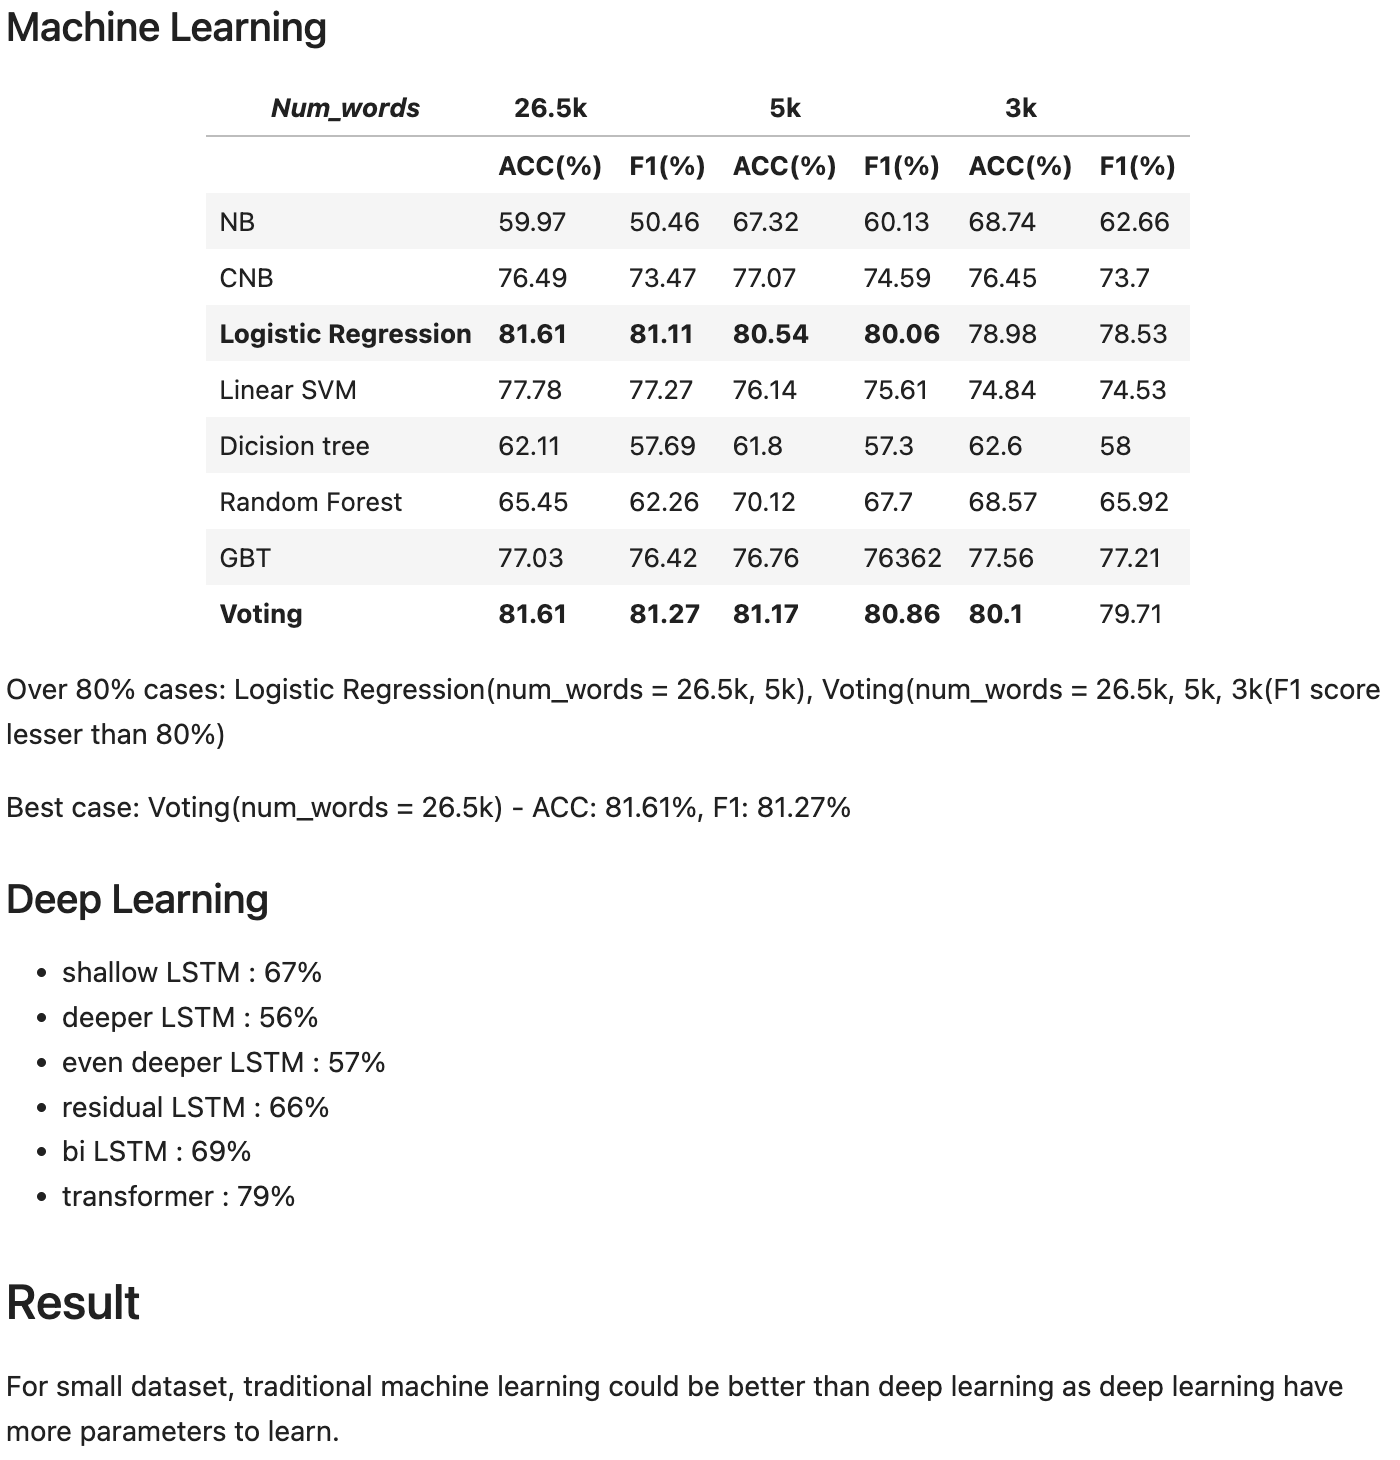 Machine Learning
Num_words 26.5k 5k 3k
ACC(%) F1(%) ACC(%) F1(%) ACC(%) F1(%)
NB 59.97 50.46 67.32 60.13 68.74 62.66
CNB 76.49 73.47 77.07 74.59 76.45 73.7
Logistic Regression 81.61 81.11 80.54 80.06 78.98 78.53
Linear SVM 77.78 77.27 76.14 75.61 74.84 74.53
Dicision tree 62.11 57.69 61.8 57.3 62.6 58
Random Forest 65.45 62.26 70.12 67.7 68.57 65.92
GBT 77.03 76.42 76.76 76362 77.56 77.21
Voting 81.61 81.27 81.17 80.86 80.1 79.71
Over 80% cases: Logistic Regression(num_words = 26.5k, 5k), Voting(num_words = 26.5k, 5k, 3k(F1 score
lesser than 80%)
Best case: Voting(num_words = 26.5k) - ACC: 81.61%, F1: 81.27%
Deep Learning
• shallow LSTM : 67%
• deeper LSTM : 56%
• even deeper LSTM : 57%
• residual LSTM : 66%
• bi LSTM : 69%
• transformer : 79%
Result
For small dataset, traditional machine learning could be better than deep learning as deep learning have
more parameters to learn.